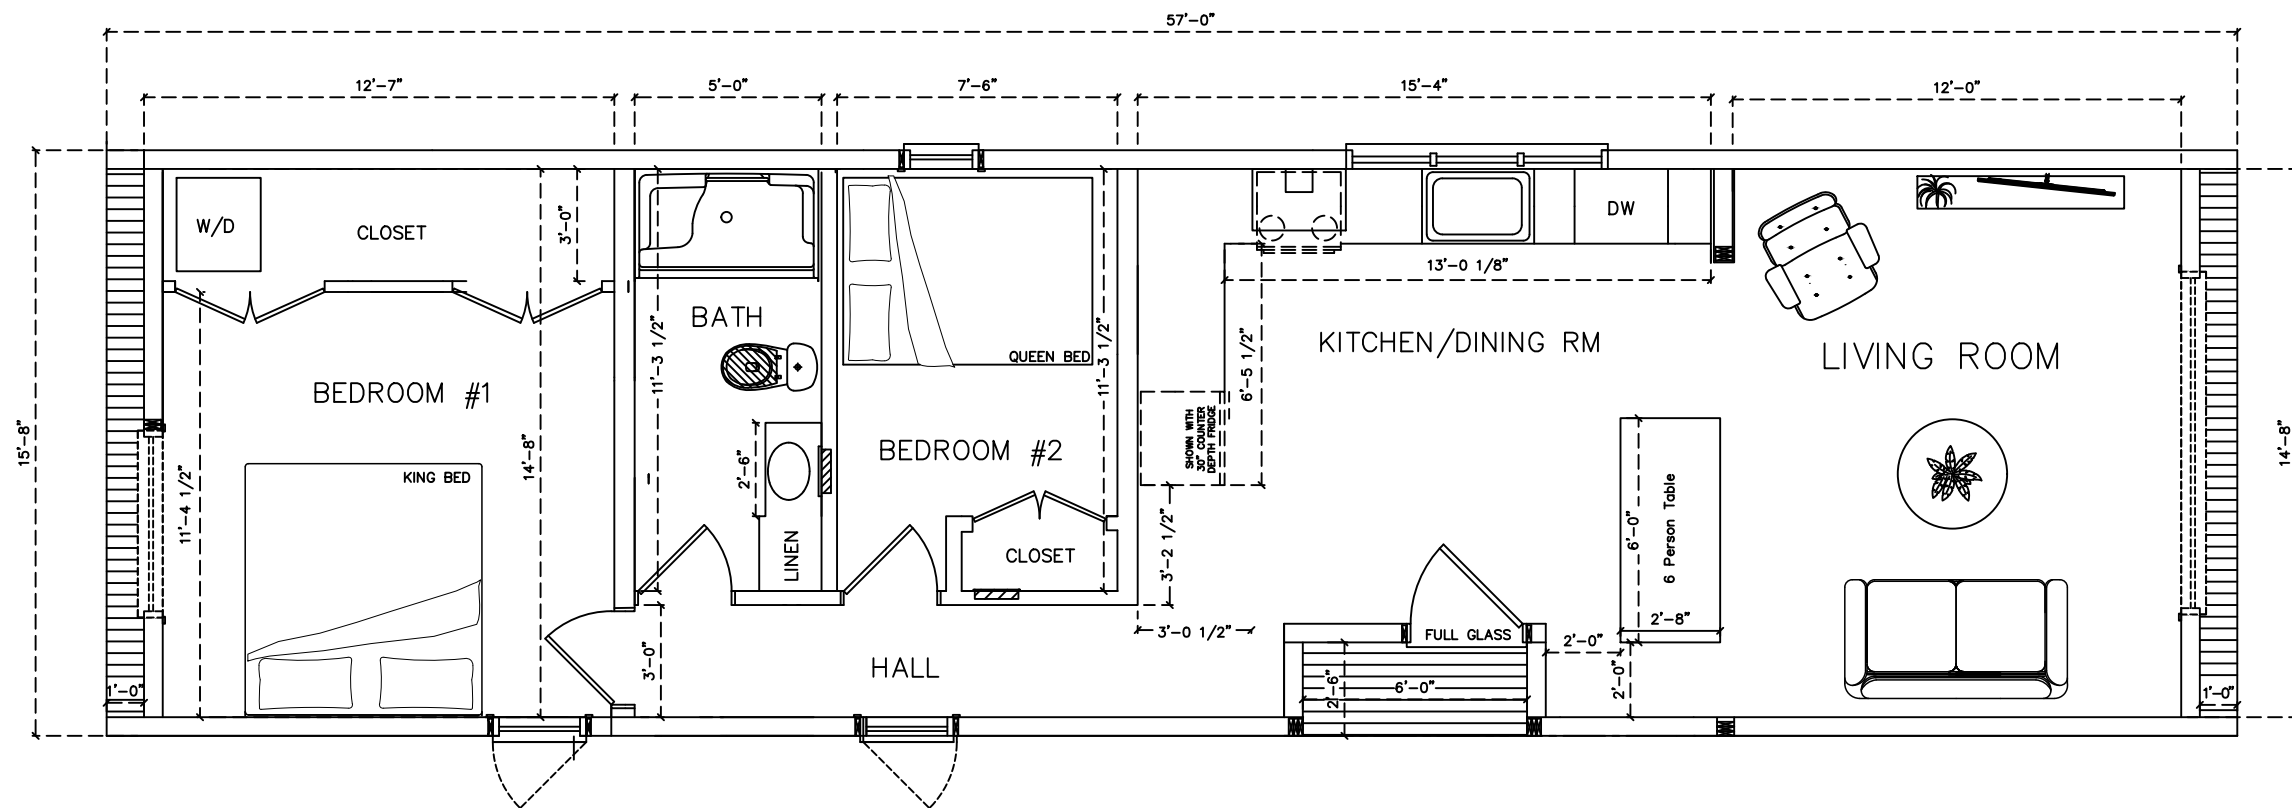 57'-0"
12'-7"
5'-0"
7'-6"
15'-4"
12'-0"
W/D
CLOSET
3'-0"
DW
13'-0 1/8"
BATH
11'-3 1/2"
QUEEN BED
11'-3 1/2"
6'-5 1/2"
KITCHEN/DINING RM
LIVING ROOM
BEDROOM #1
15'-8"
11'-4 1/2"
KING BED
14'-8"
2'-6"
BEDROOM #2
SHOWN WITH
30" COUNTER
DEPTH FRIDGE
14'-8"
6'-0"
6 Person Table
LINEN
CLOSET
3'-2 1/2"
2'-8"
3'-0 1/2"
FULL GLASS
2'-0"
3'-0"
HALL
2'-6"
6'-0"
2'-0"
1'-0"
1'-0"